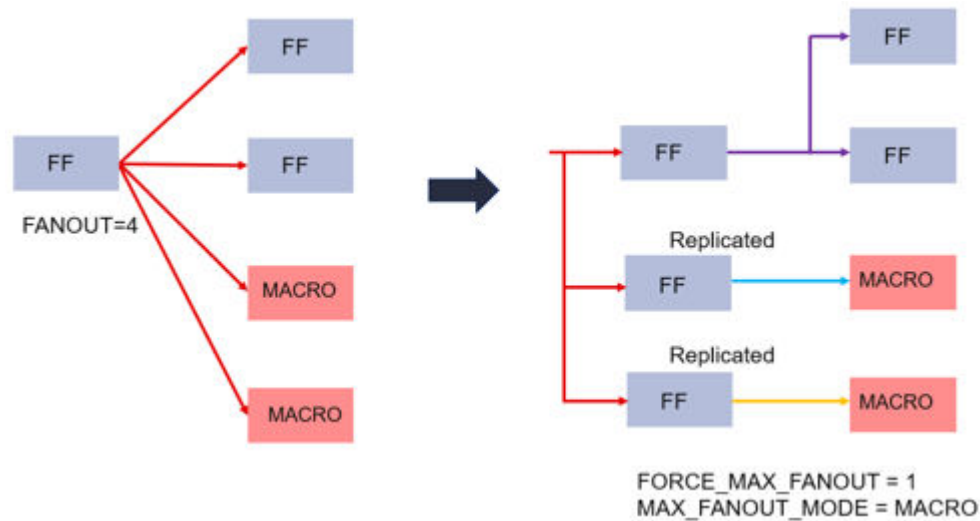 FF
FF
FF
FF
FANOUT=4
MACRO
MACRO
FF
FF
FF
Replicated
FF
MACRO
Replicated
FF
MACRO
FORCE_MAX_FANOUT = 1
MAX_FANOUT_MODE = MACRO